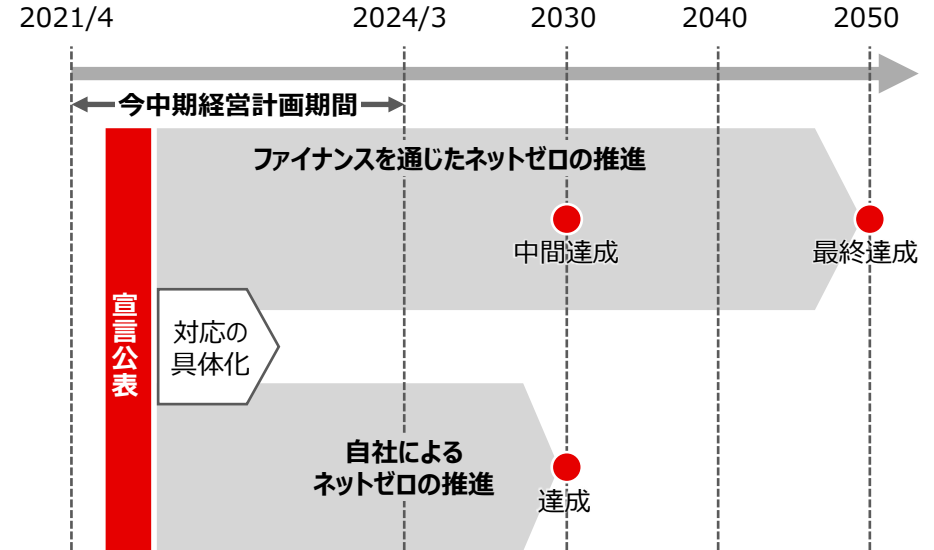 2021/4 2024/3 2030 2040 2050
今中期経営計画期間
ファイナンスを通じたネットゼロの推進
中間達成
最終達成
宣言公表
対応の
具体化
自社による
ネットゼロの推進
達成